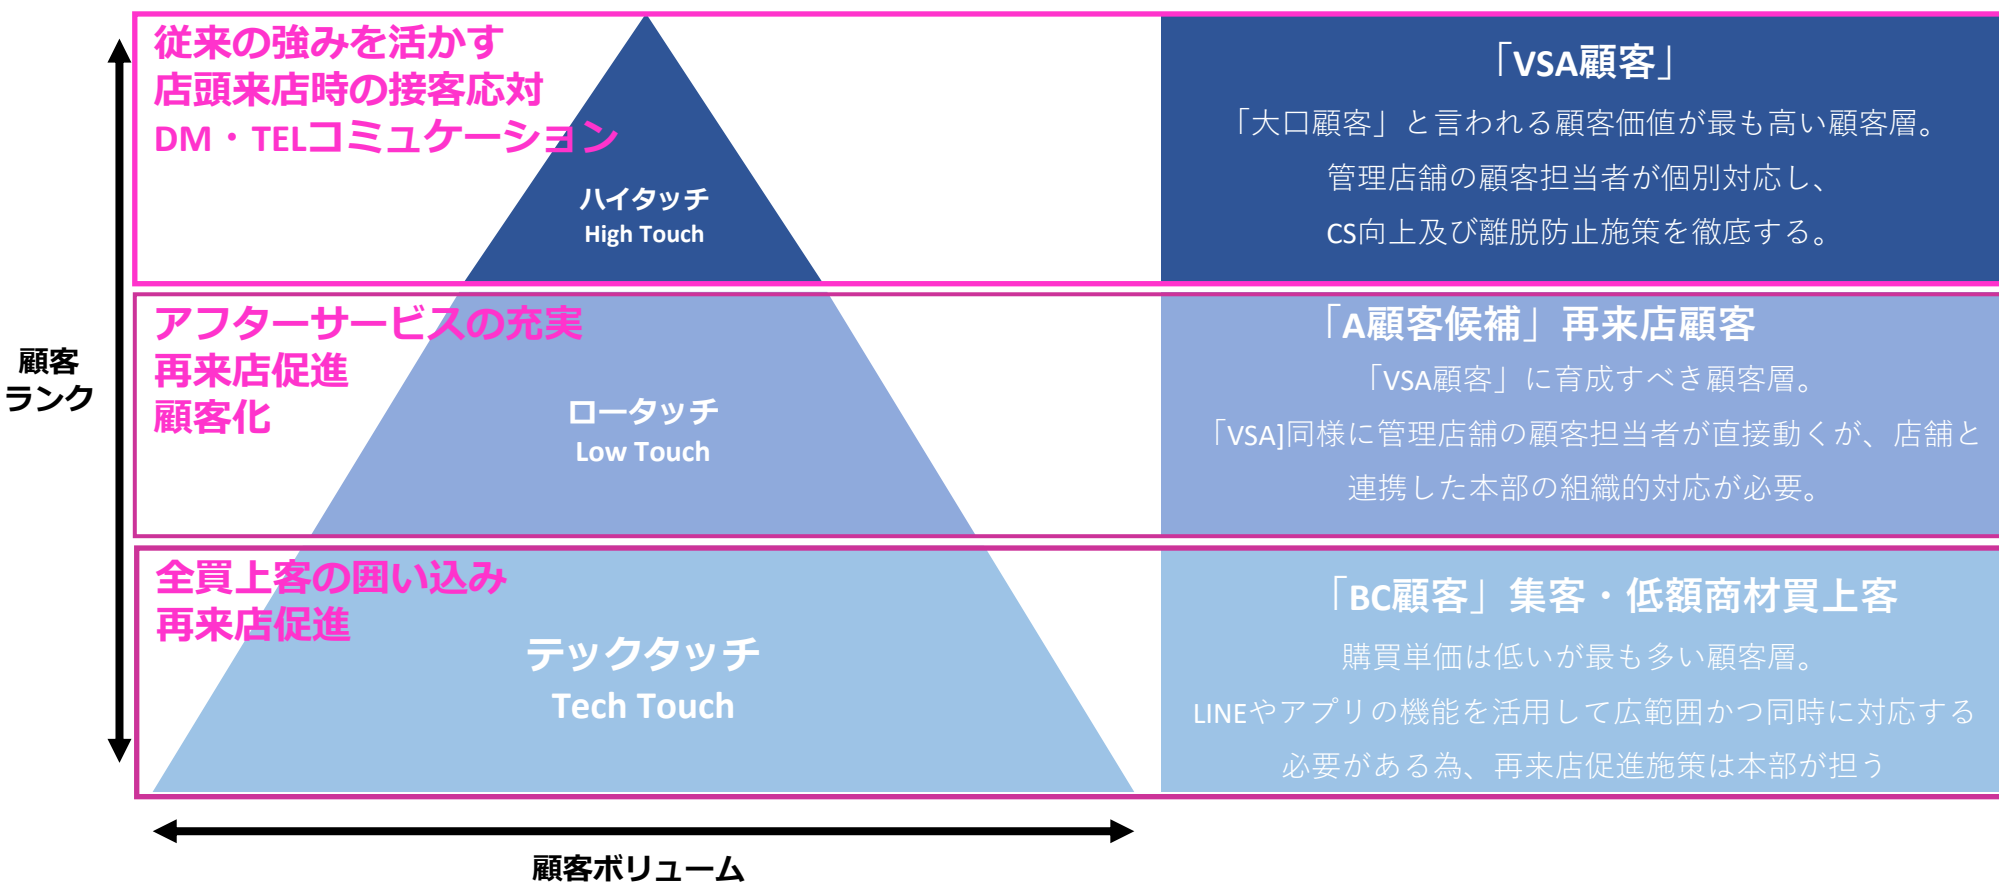 従来の強みを活かす
店頭来店時の接客応対
DM・TELコミュケーション
ハイタッチ
High Touch
「VSA顧客」
「大口顧客」と言われる顧客価値が最も高い顧客層。
管理店舗の顧客担当者が個別対応し、
CS向上及び離脱防止施策を徹底する。
顧客
ランク
アフターサービスの充実
再来店促進
顧客化
ロータッチ
Low Touch
「A顧客候補」再来店顧客
「VSA顧客」に育成すべき顧客層。
「VSA]同様に管理店舗の顧客担当者が直接動くが、店舗と
連携した本部の組織的対応が必要。
全買上客の囲い込み
再来店促進
テックタッチ
Tech Touch
「BC顧客」集客・低額商材買上客
購買単価は低いが最も多い顧客層。
LINEやアプリの機能を活用して広範囲かつ同時に対応する
必要がある為、再来店促進施策は本部が担う
顧客ボリューム